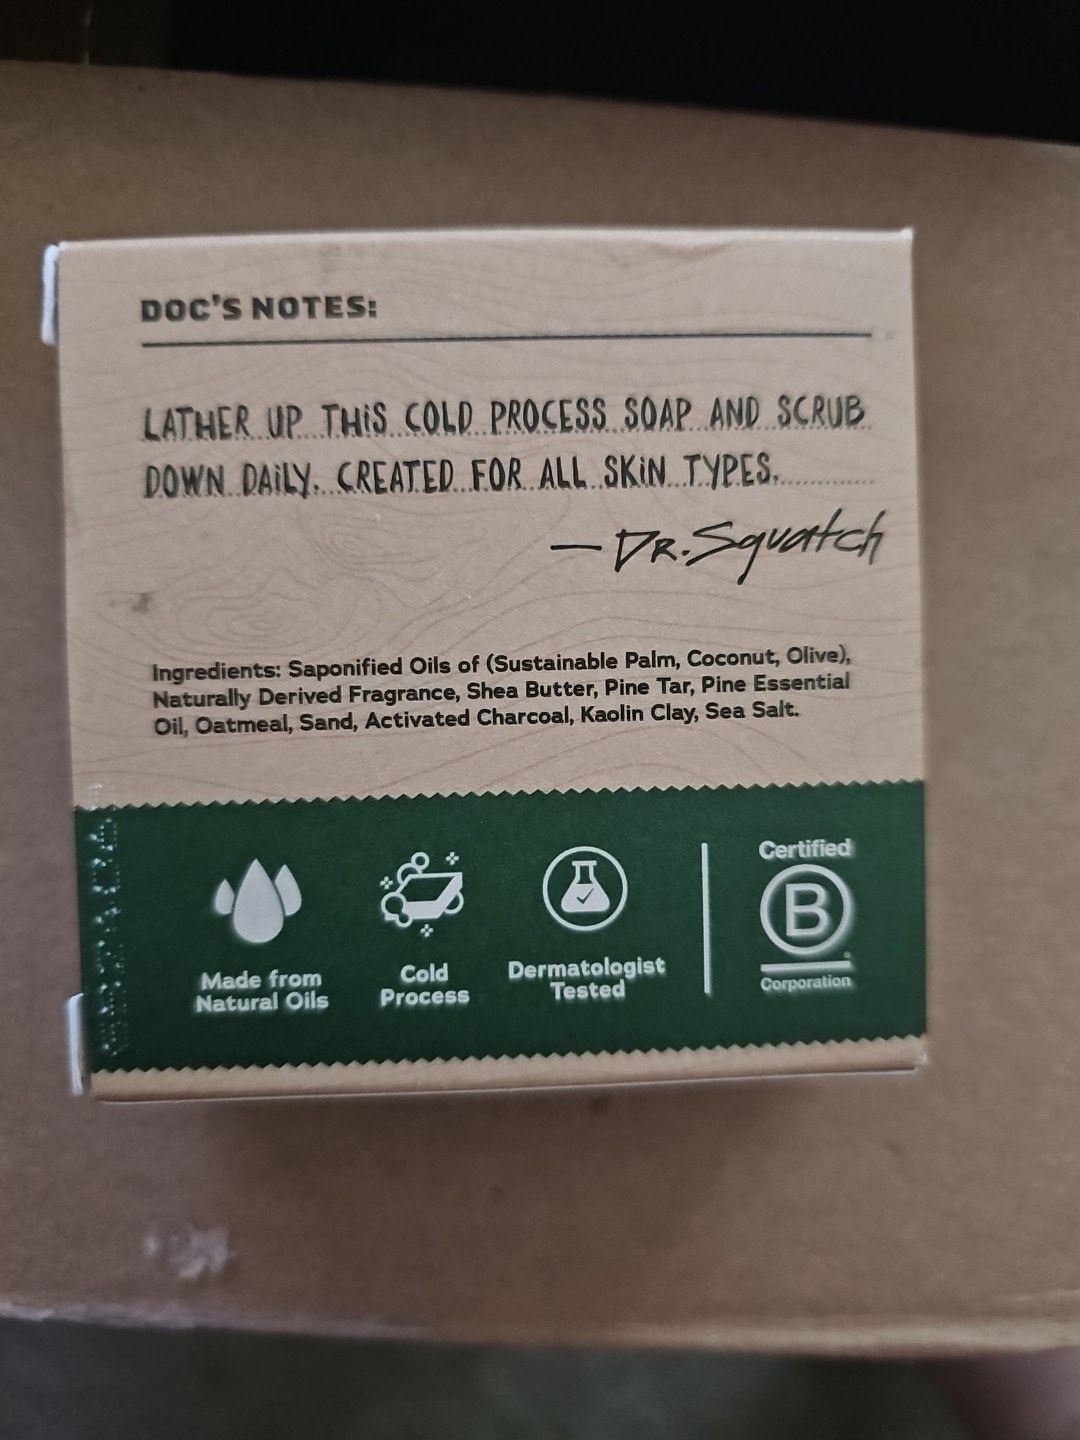 DOC'S NOTES:
LATHER UP THiS COLD PROCESS SOAP AND SCRUB
DOWN DAiLY. CREATED FOR ALL SKiN TYPES.
— DR. Squatch
Ingredients: Saponified Oils of (Sustainable Palm, Coconut, Olive),
Naturally Derived Fragrance, Shea Butter, Pine Tar, Pine Essential
Oil, Oatmeal, Sand, Activated Charcoal, Kaolin Clay, Sea Salt.
Made from
Natural Oils
Cold
Process
Dermatologist
Tested
Certified
B
Corporation